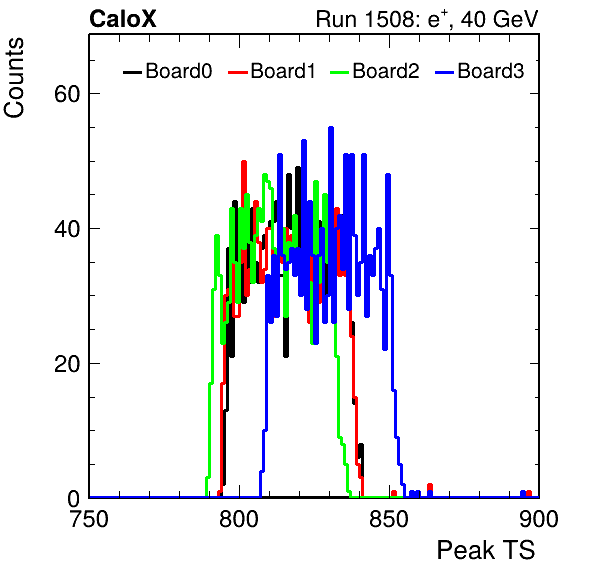 CaloX Run 1508: e⁺, 40 GeV
Counts
Board0 Board1 Board2 Board3
60
40
20
0
750 800 850 900
Peak TS